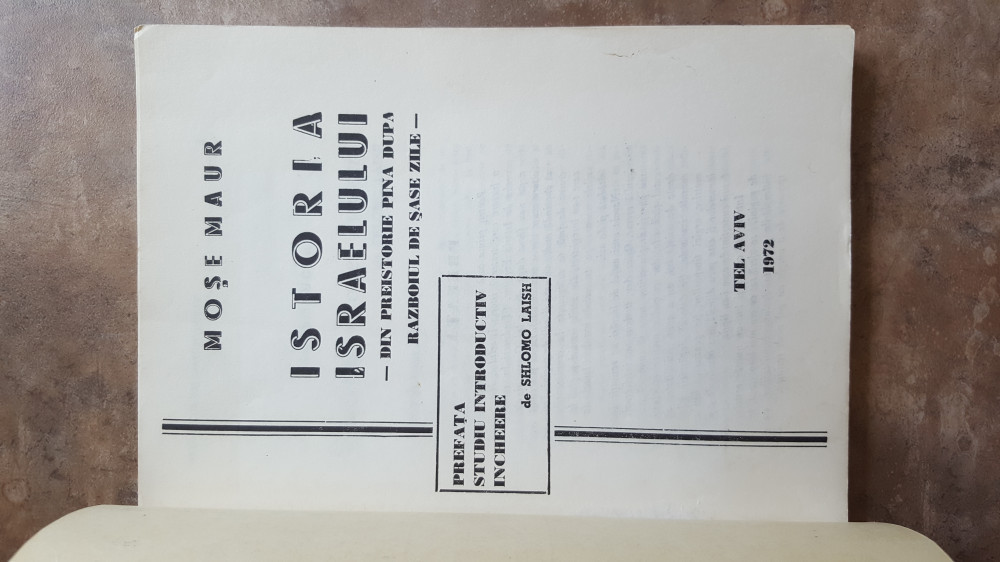 MOȘE MAUR
ISTORIA
ISRAELULUI
— DIN PREISTORIE PINA DUPA
RAZBOIUL DE ȘASE ZILE —
PREFAȚA
STUDIU INTRODUCTIV
INCHEERE
de SHLOMO LAISH
TEL AVIV
1972